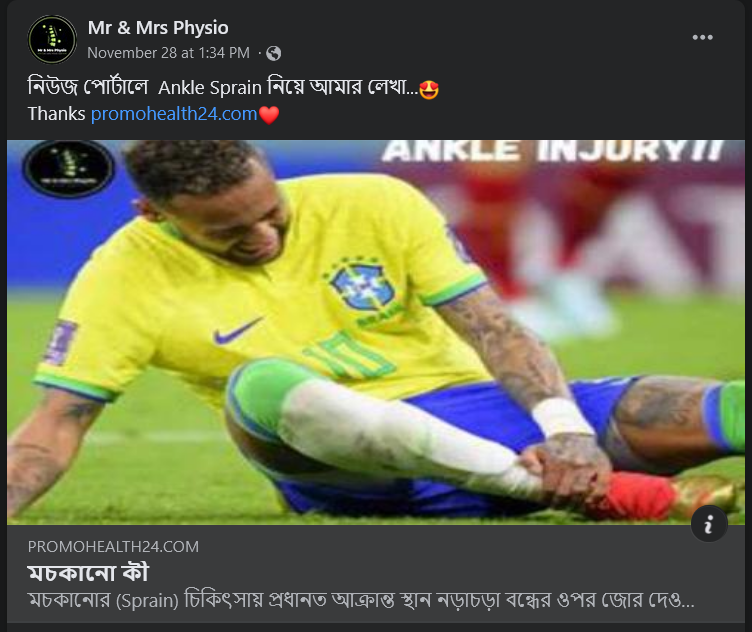 Mr & Mrs Physio
November 28 at 1:34 PM ·
নিউজ পোর্টালে Ankle Sprain নিয়ে আমার লেখা...🤩
Thanks promohealth24.com❤️
ANKLE INJURY!!
BRASIL
10
PROMOHEALTH24.COM
মচকানো কী
মচকানোর (Sprain) চিকিৎসায় প্রধানত আক্রান্ত স্থান নড়াচড়া বন্ধের ওপর জোর দেও...